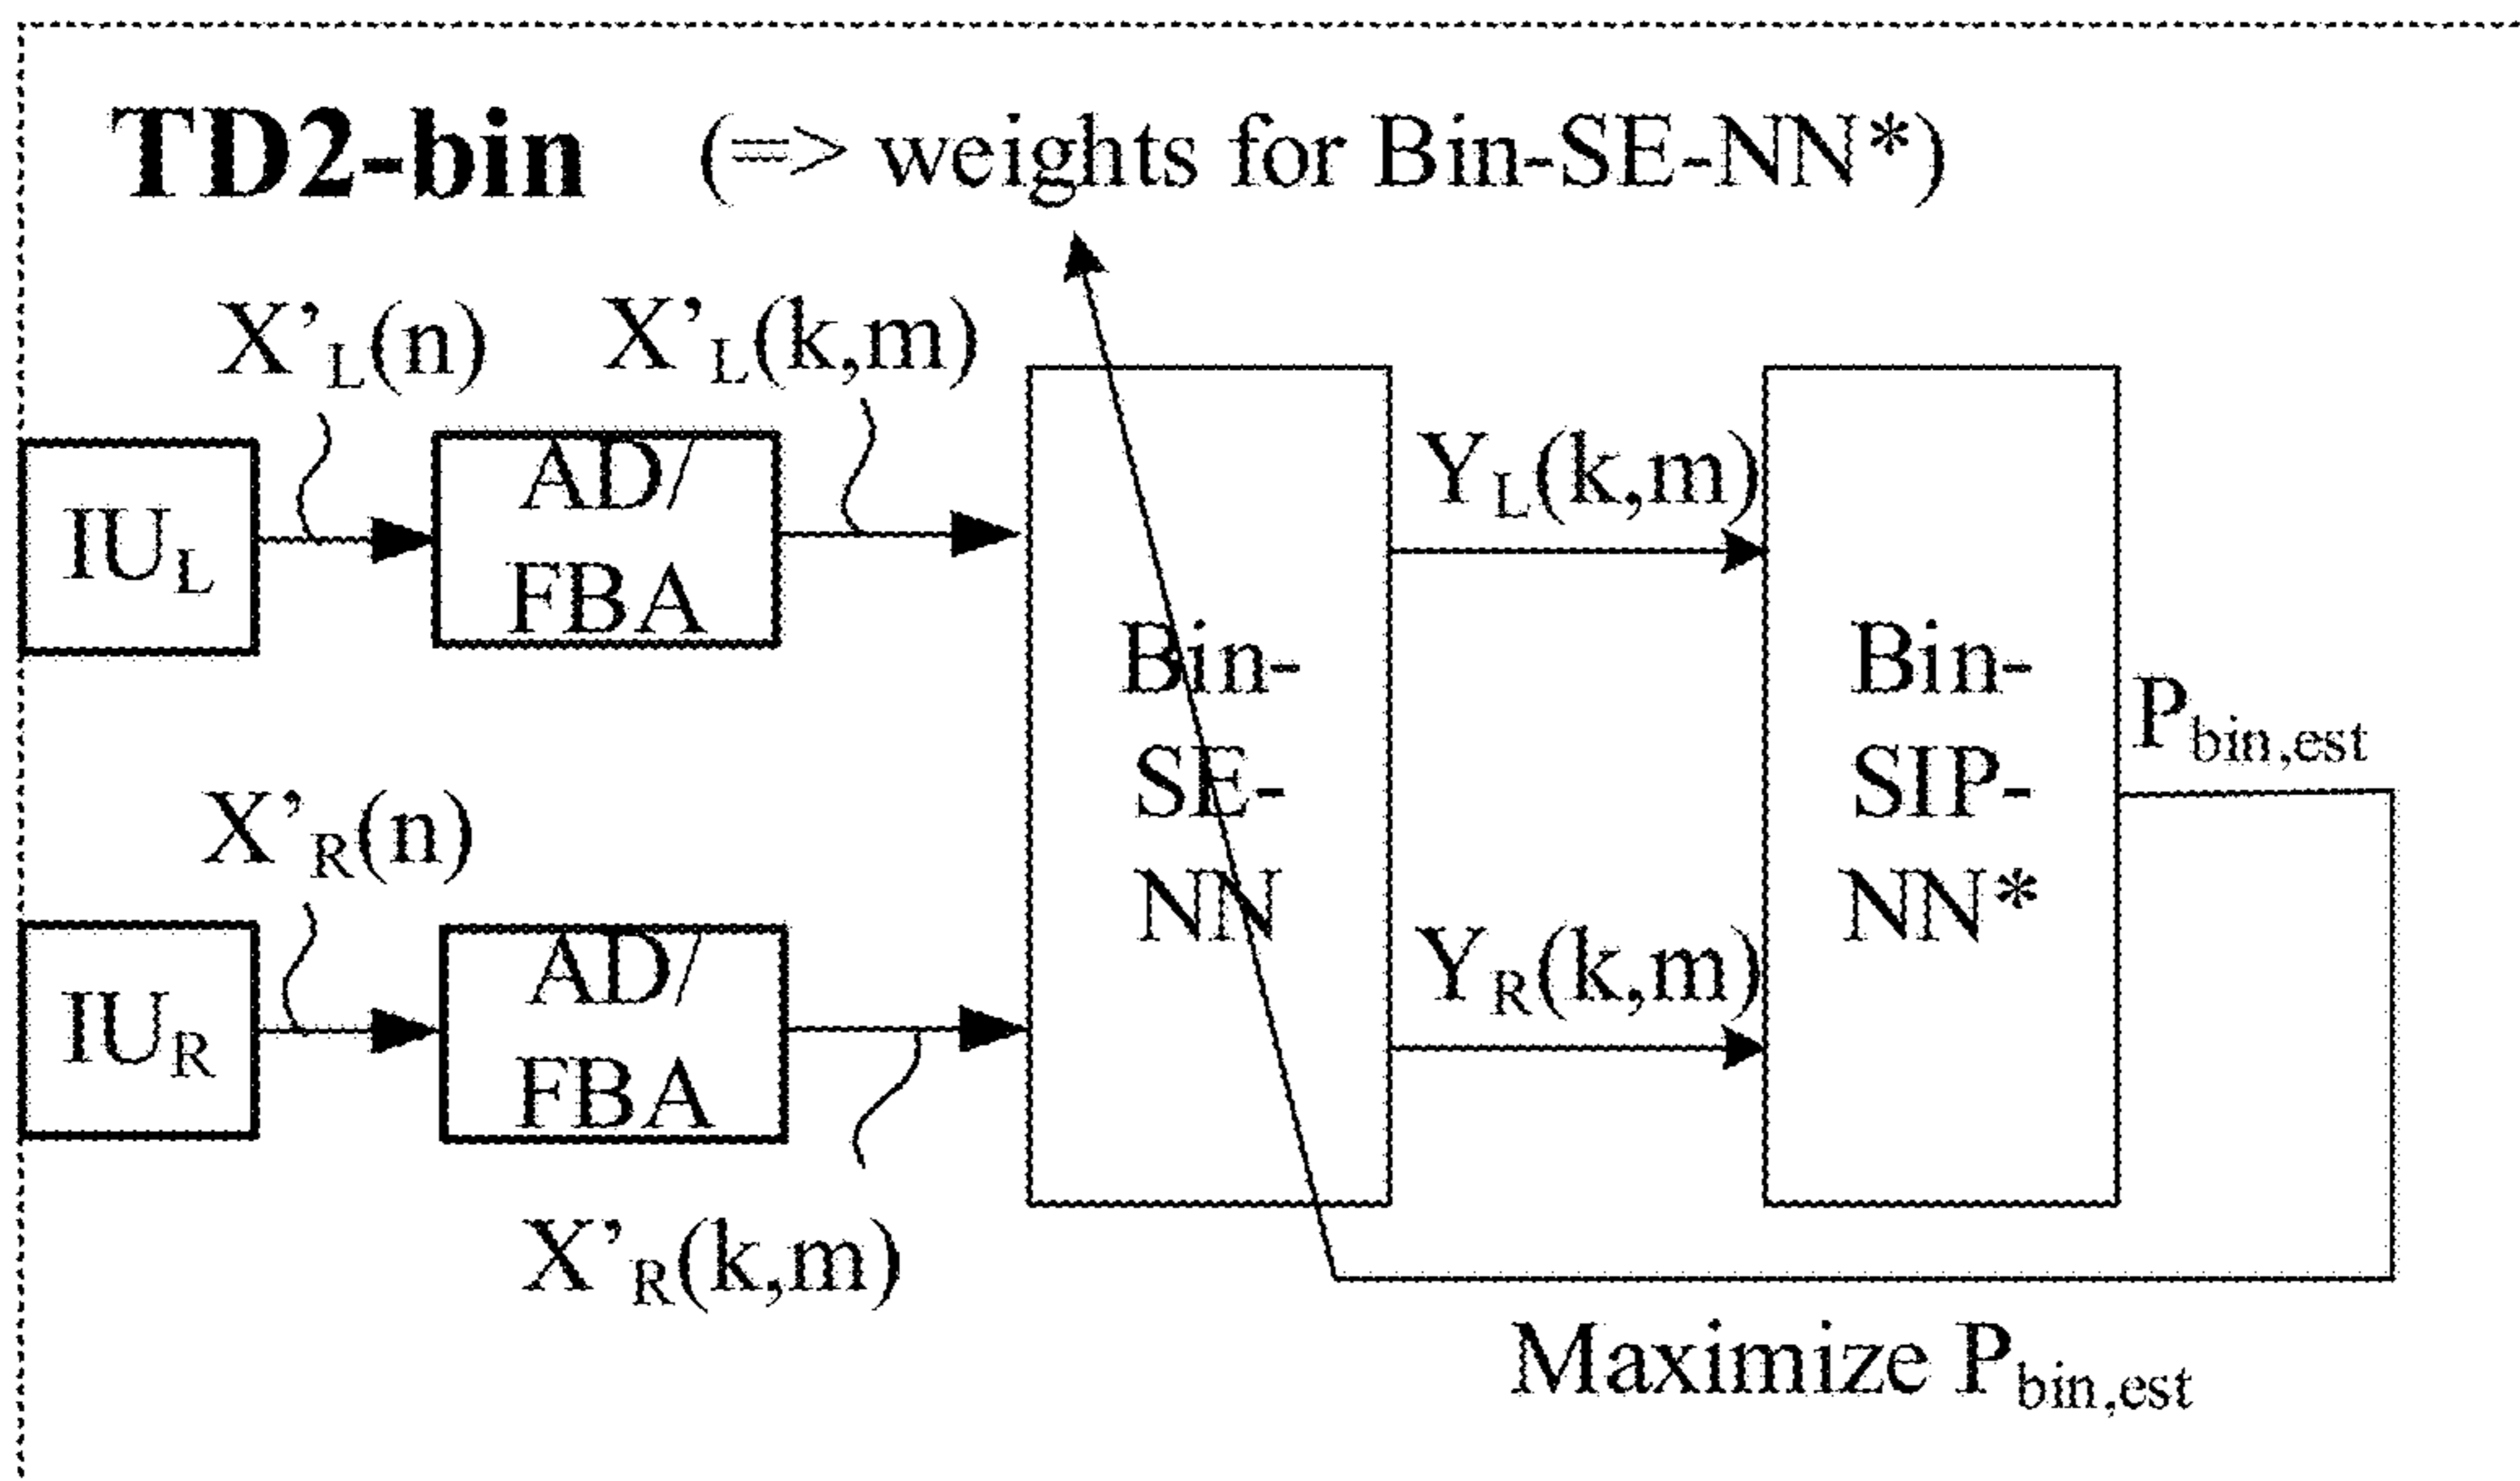 TD2-bin (=> weights for Bin-SE-NN*)
X'L(n)
X'L(k,m)
IUL
AD/
FBA
YL(k,m)
Bin-
SE-
NN
Bin-
SIP-
NN*
Pbin,est
X'R(n)
IUR
AD/
FBA
YR(k,m)
X'R(k,m)
Maximize Pbin,est